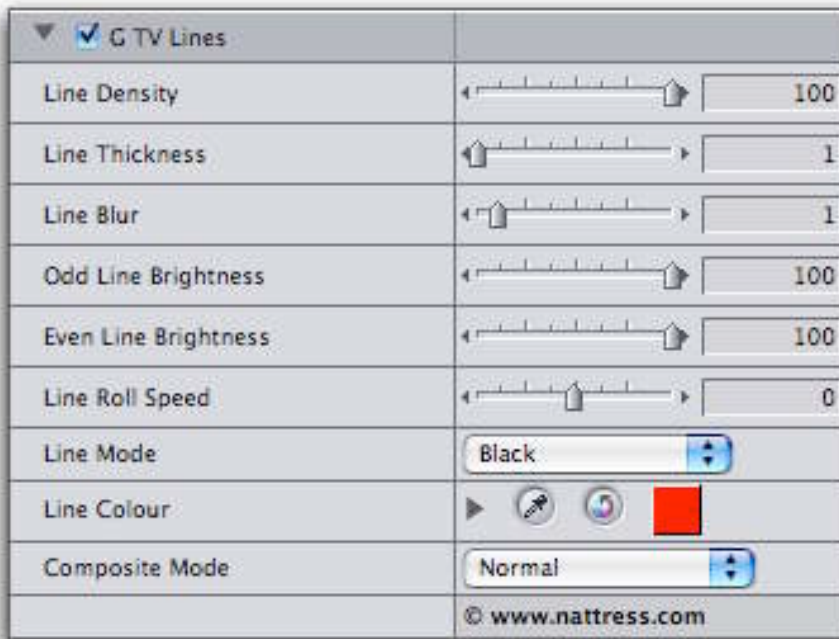 G TV Lines
Line Density 100
Line Thickness 1
Line Blur 1
Odd Line Brightness 100
Even Line Brightness 100
Line Roll Speed 0
Line Mode Black
Line Colour
Composite Mode Normal
© www.nattress.com